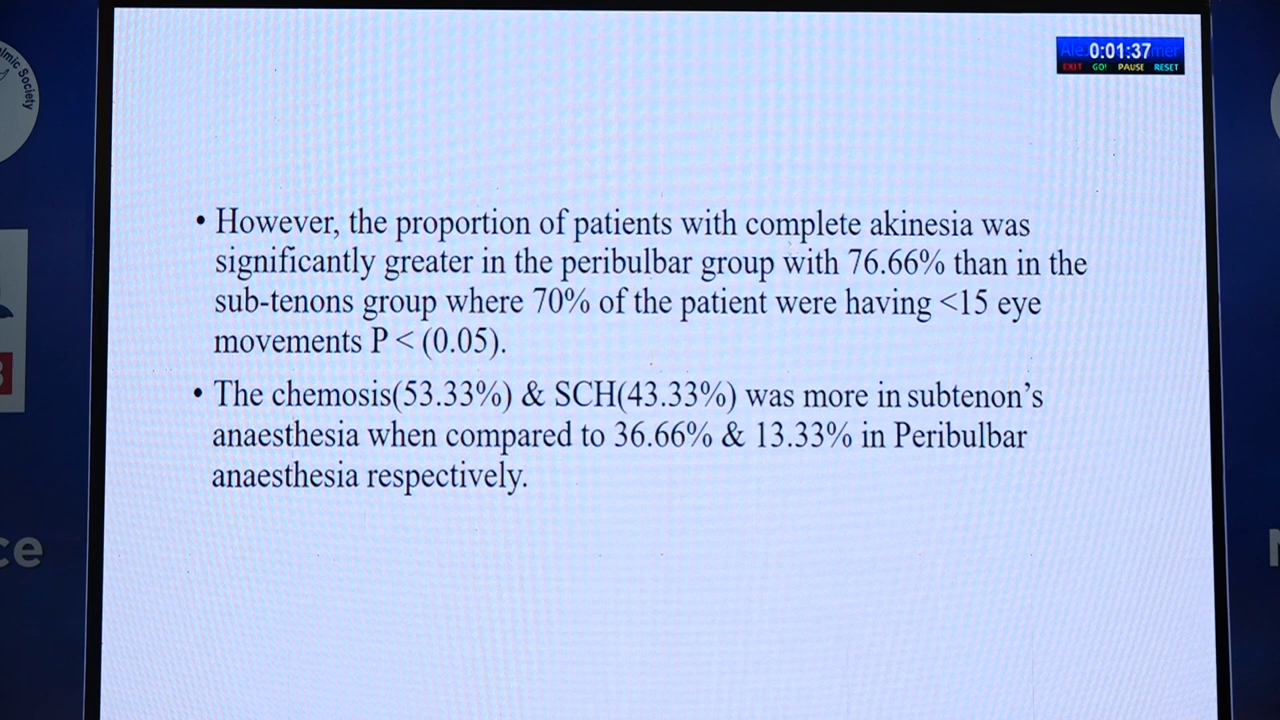 lmic Society
0:01:37
EXIT GO! PAUSE RESET
• However, the proportion of patients with complete akinesia was
significantly greater in the peribulbar group with 76.66% than in the
sub-tenons group where 70% of the patient were having <15 eye
movements P < (0.05).
• The chemosis(53.33%) & SCH(43.33%) was more in subtenon’s
anaesthesia when compared to 36.66% & 13.33% in Peribulbar
anaesthesia respectively.
ce